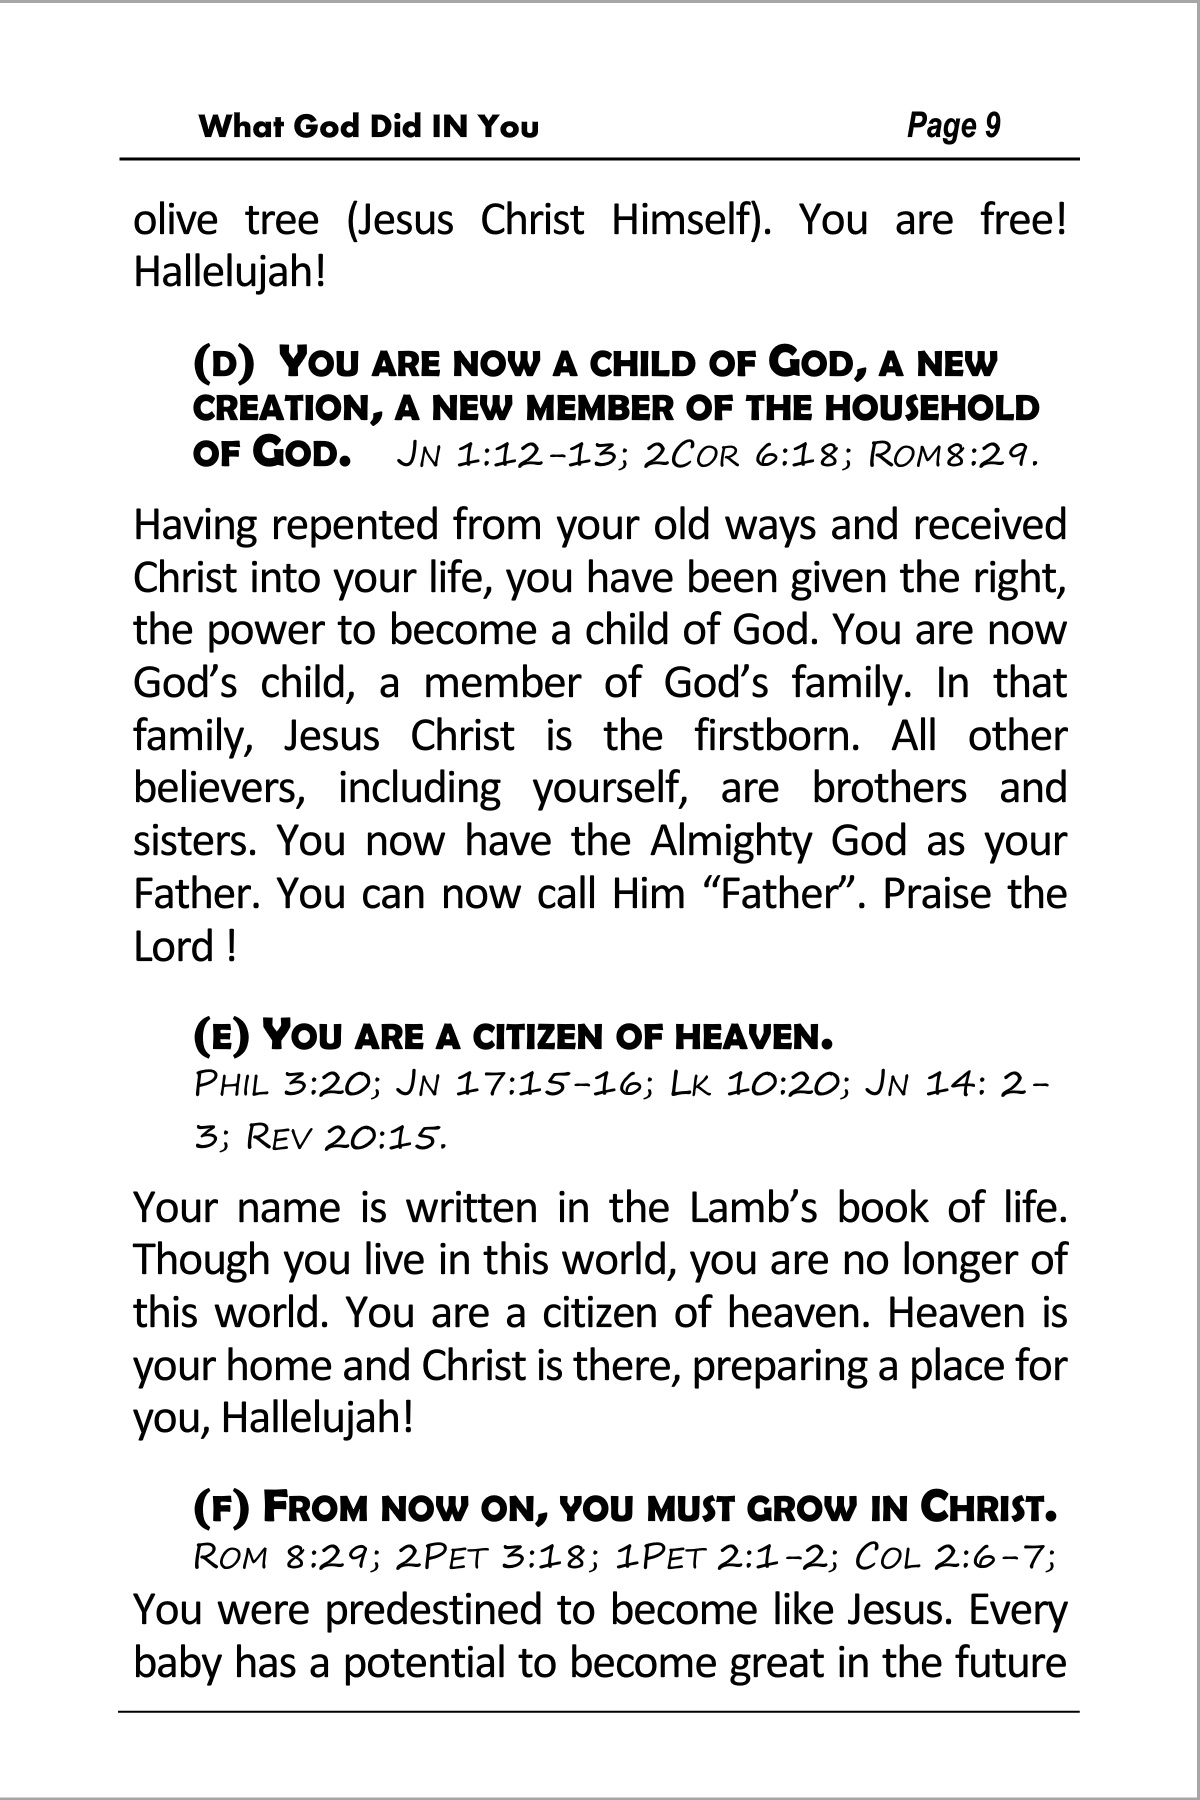 What God Did IN You Page 9
olive tree (Jesus Christ Himself). You are free!
Hallelujah!
(D) YOU ARE NOW A CHILD OF GOD, A NEW
CREATION, A NEW MEMBER OF THE HOUSEHOLD
OF GOD. JN 1:12-13; 2COR 6:18; ROM8:29.
Having repented from your old ways and received
Christ into your life, you have been given the right,
the power to become a child of God. You are now
God’s child, a member of God’s family. In that
family, Jesus Christ is the firstborn. All other
believers, including yourself, are brothers and
sisters. You now have the Almighty God as your
Father. You can now call Him “Father”. Praise the
Lord !
(E) YOU ARE A CITIZEN OF HEAVEN.
PHIL 3:20; JN 17:15-16; LK 10:20; JN 14: 2-
3; REV 20:15.
Your name is written in the Lamb’s book of life.
Though you live in this world, you are no longer of
this world. You are a citizen of heaven. Heaven is
your home and Christ is there, preparing a place for
you, Hallelujah!
(F) FROM NOW ON, YOU MUST GROW IN CHRIST.
ROM 8:29; 2PET 3:18; 1PET 2:1-2; COL 2:6-7;
You were predestined to become like Jesus. Every
baby has a potential to become great in the future